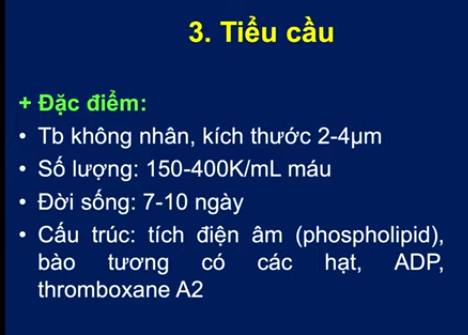 3. Tiểu cầu
+ Đặc điểm:
• Tb không nhân, kích thước 2-4μm
• Số lượng: 150-400K/mL máu
• Đời sống: 7-10 ngày
• Cấu trúc: tích điện âm (phospholipid),
bào tương có các hạt, ADP,
thromboxane A2